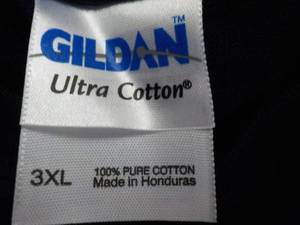 GILDAN™
Ultra Cotton®
3XL
100% PURE COTTON
Made in Honduras